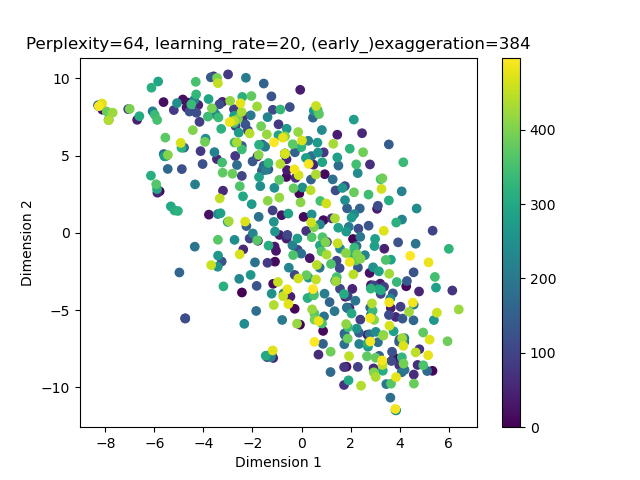 Perplexity=64, learning_rate=20, (early_)exaggeration=384
10
5
0
−5
−10
Dimension 2
−8 −6 −4 −2 0 2 4 6
Dimension 1
400
300
200
100
0